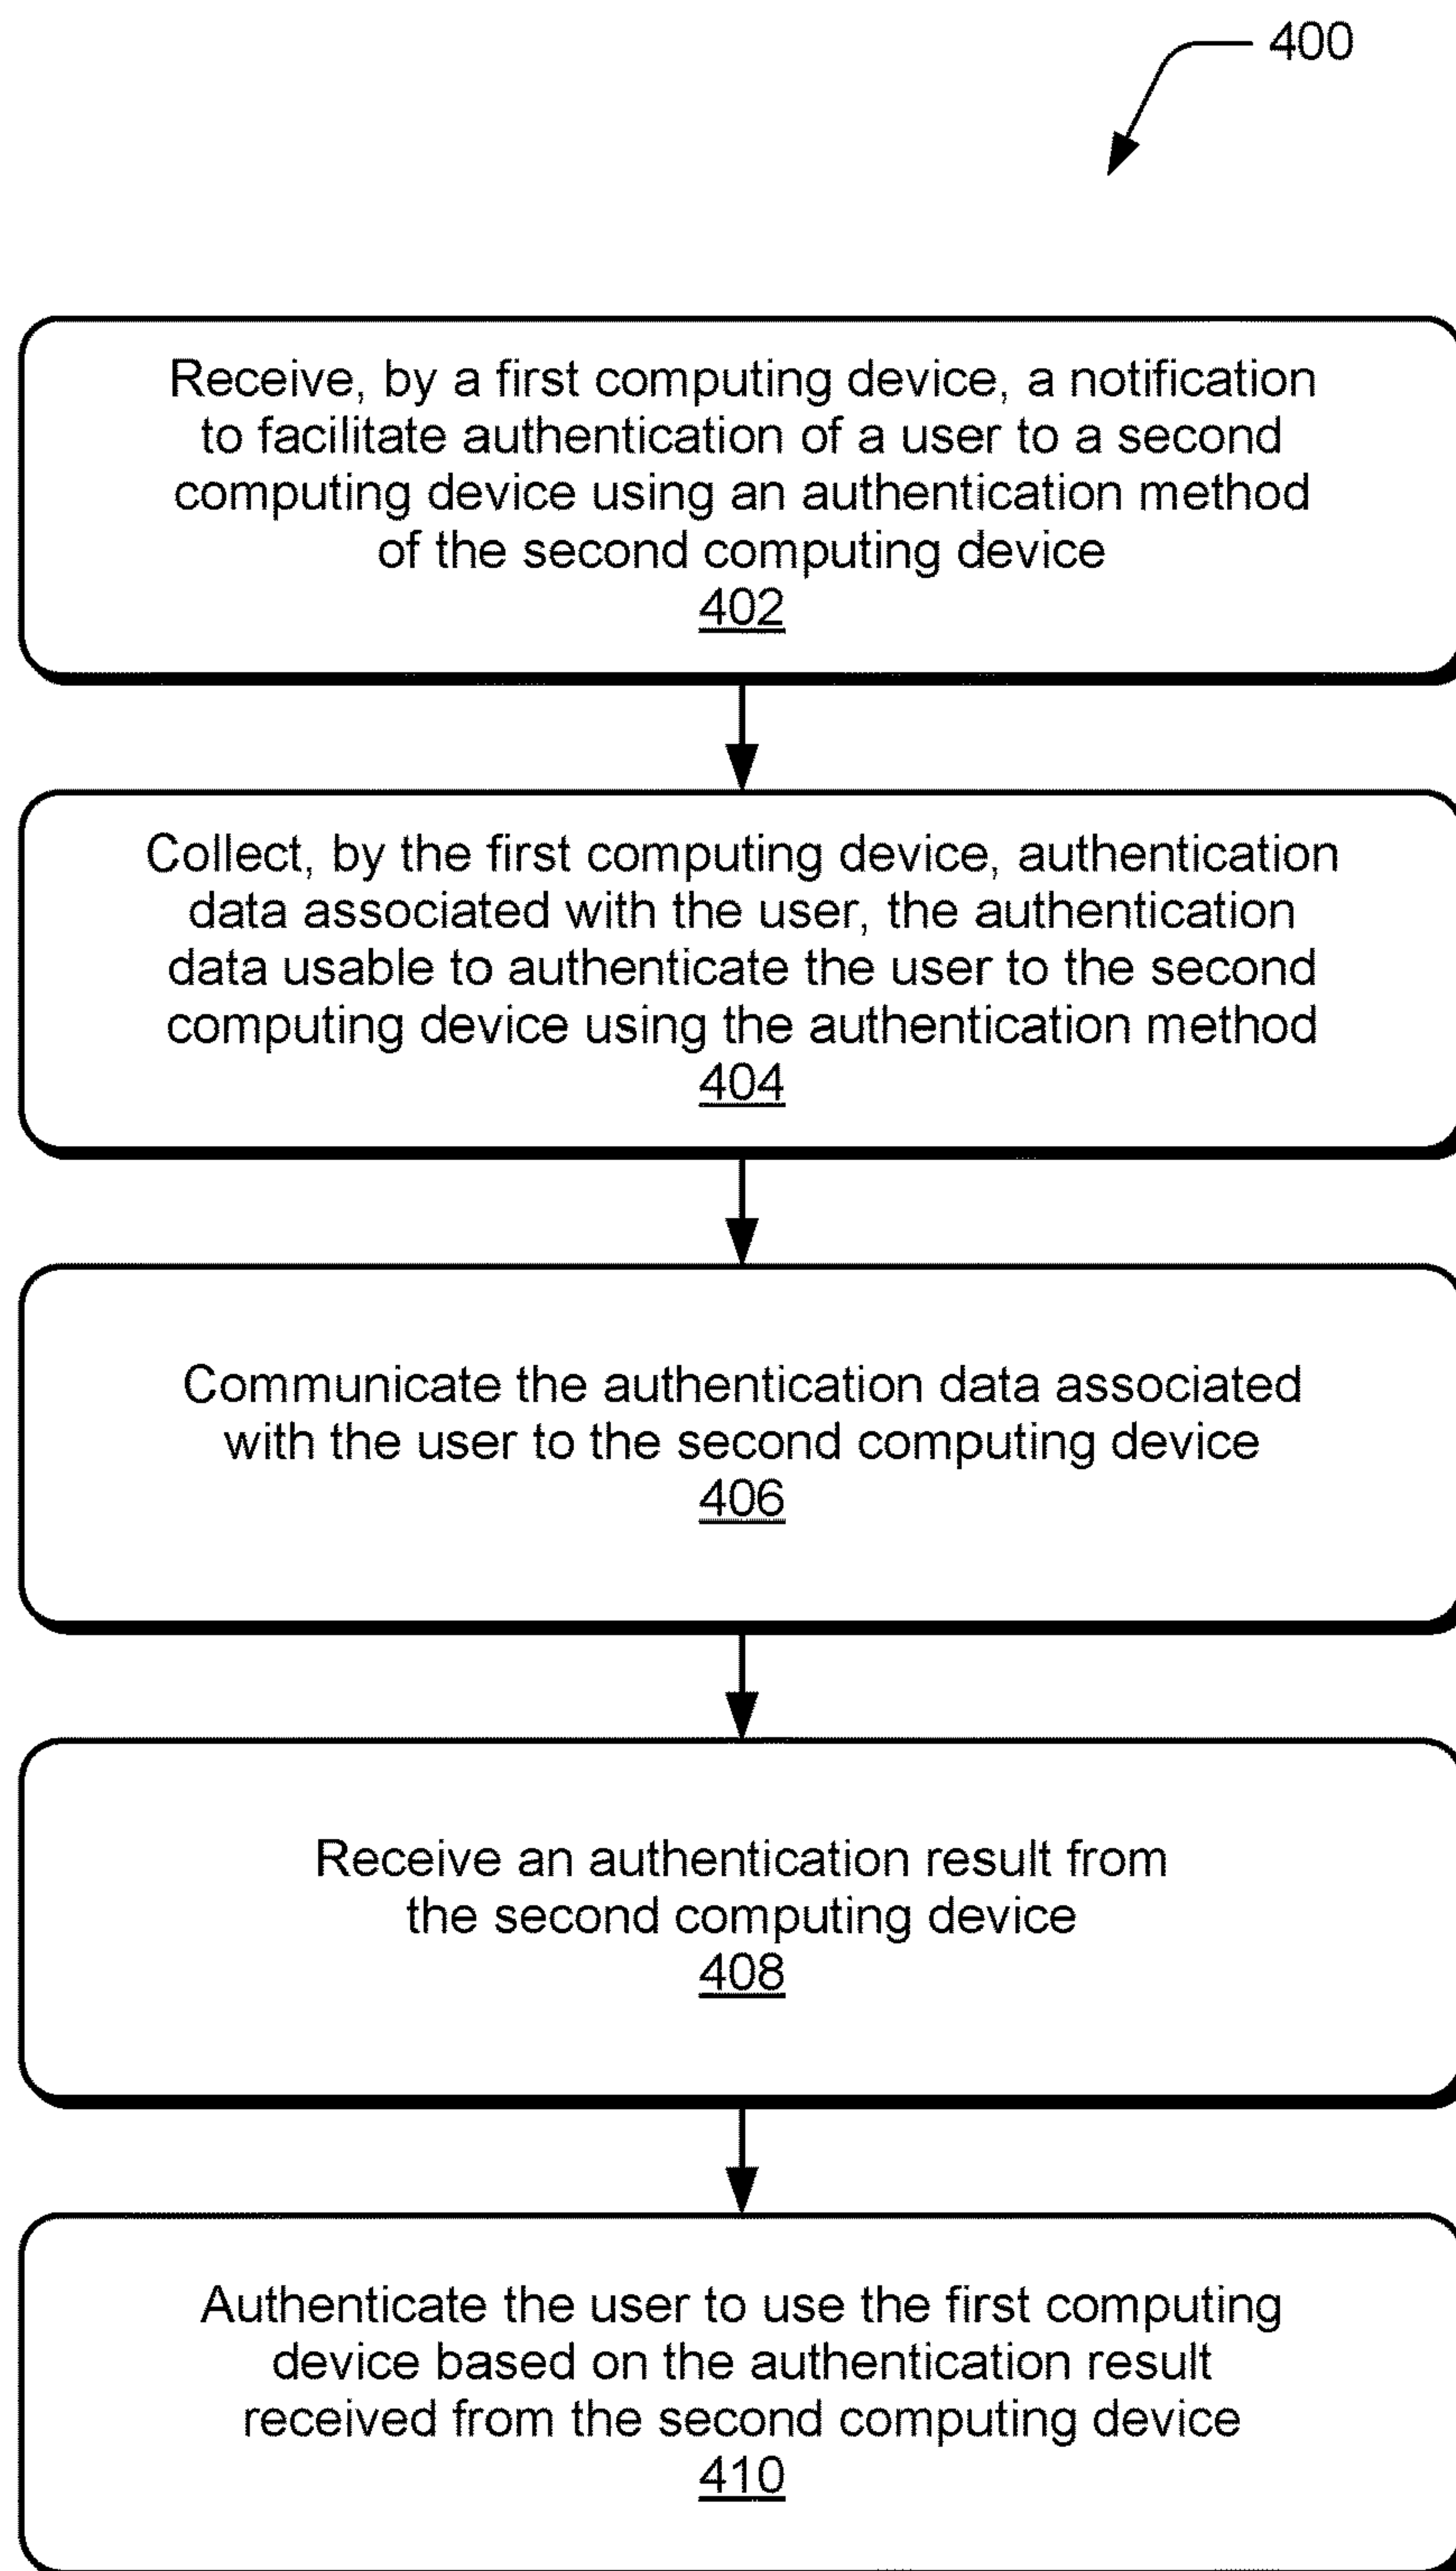 400
Receive, by a first computing device, a notification
to facilitate authentication of a user to a second
computing device using an authentication method
of the second computing device
402
Collect, by the first computing device, authentication
data associated with the user, the authentication
data usable to authenticate the user to the second
computing device using the authentication method
404
Communicate the authentication data associated
with the user to the second computing device
406
Receive an authentication result from
the second computing device
408
Authenticate the user to use the first computing
device based on the authentication result
received from the second computing device
410